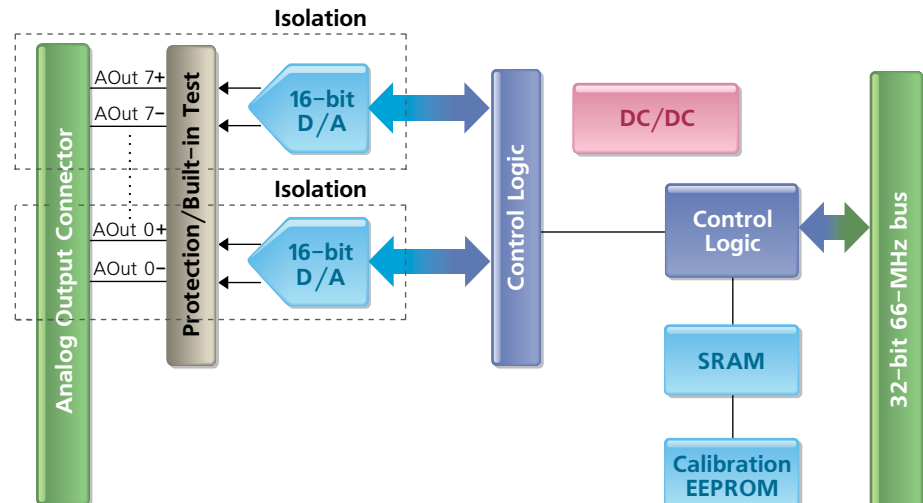 Isolation
AOut 7+
AOut 7−
16−bit
D/A
DC/DC
Isolation
AOut 0+
AOut 0−
16−bit
D/A
Analog Output Connector
Protection/Built−in Test
Control Logic
Control
Logic
SRAM
Calibration
EEPROM
32−bit 66−MHz bus